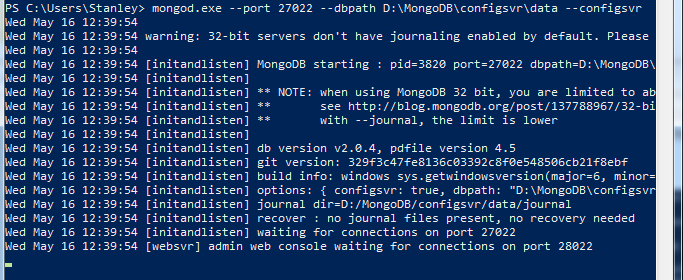 PS C:\Users\Stanley> mongod.exe --port 27022 --dbpath D:\MongoDB\configsvr\data --configsvr
Wed May 16 12:39:54
Wed May 16 12:39:54 warning: 32-bit servers don't have journaling enabled by default. Please
Wed May 16 12:39:54
Wed May 16 12:39:54 [initandlisten] MongoDB starting : pid=3820 port=27022 dbpath=D:\MongoDB\
Wed May 16 12:39:54 [initandlisten]
Wed May 16 12:39:54 [initandlisten] ** NOTE: when using MongoDB 32 bit, you are limited to ab
Wed May 16 12:39:54 [initandlisten] **       see http://blog.mongodb.org/post/137788967/32-bi
Wed May 16 12:39:54 [initandlisten] **       with --journal, the limit is lower
Wed May 16 12:39:54 [initandlisten]
Wed May 16 12:39:54 [initandlisten] db version v2.0.4, pdfile version 4.5
Wed May 16 12:39:54 [initandlisten] git version: 329f3c47fe8136c03392c8f0e548506cb21f8ebf
Wed May 16 12:39:54 [initandlisten] build info: windows sys.getwindowsversion(major=6, minor=
Wed May 16 12:39:54 [initandlisten] options: { configsvr: true, dbpath: "D:\MongoDB\configsvr
Wed May 16 12:39:54 [initandlisten] journal dir=D:/MongoDB/configsvr/data/journal
Wed May 16 12:39:54 [initandlisten] recover : no journal files present, no recovery needed
Wed May 16 12:39:54 [initandlisten] waiting for connections on port 27022
Wed May 16 12:39:54 [websvr] admin web console waiting for connections on port 28022